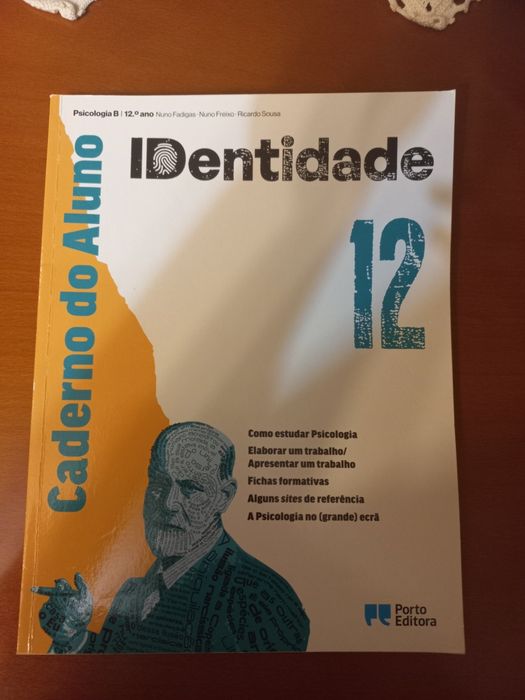 Psicologia B | 12.º ano Nuno Fadigas · Nuno Freixo · Ricardo Sousa
IDentidade
12
Caderno do Aluno
Como estudar Psicologia
Elaborar um trabalho/
Apresentar um trabalho
Fichas formativas
Alguns sites de referência
A Psicologia no (grande) ecrã
Porto
Editora